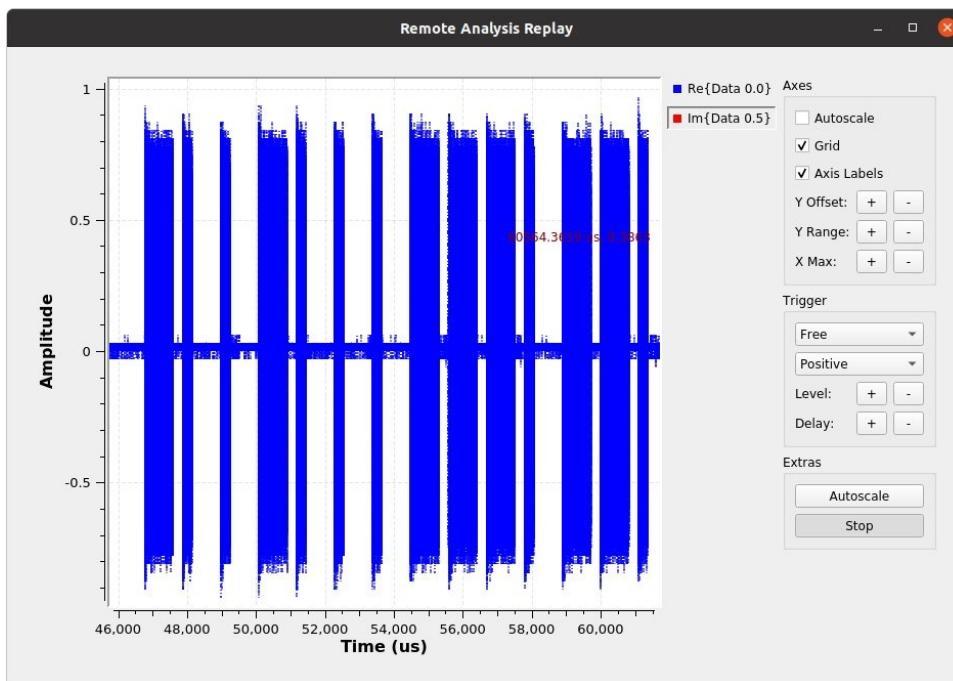 Remote Analysis Replay
1
0.5
0
-0.5
Amplitude
46,000 48,000 50,000 52,000 54,000 56,000 58,000 60,000
Time (us)
Re{Data 0.0}
Im{Data 0.5}
Axes
Autoscale
Grid
Axis Labels
Y Offset: + -
Y Range: + -
X Max: + -
Trigger
Free
Positive
Level: + -
Delay: + -
Extras
Autoscale
Stop